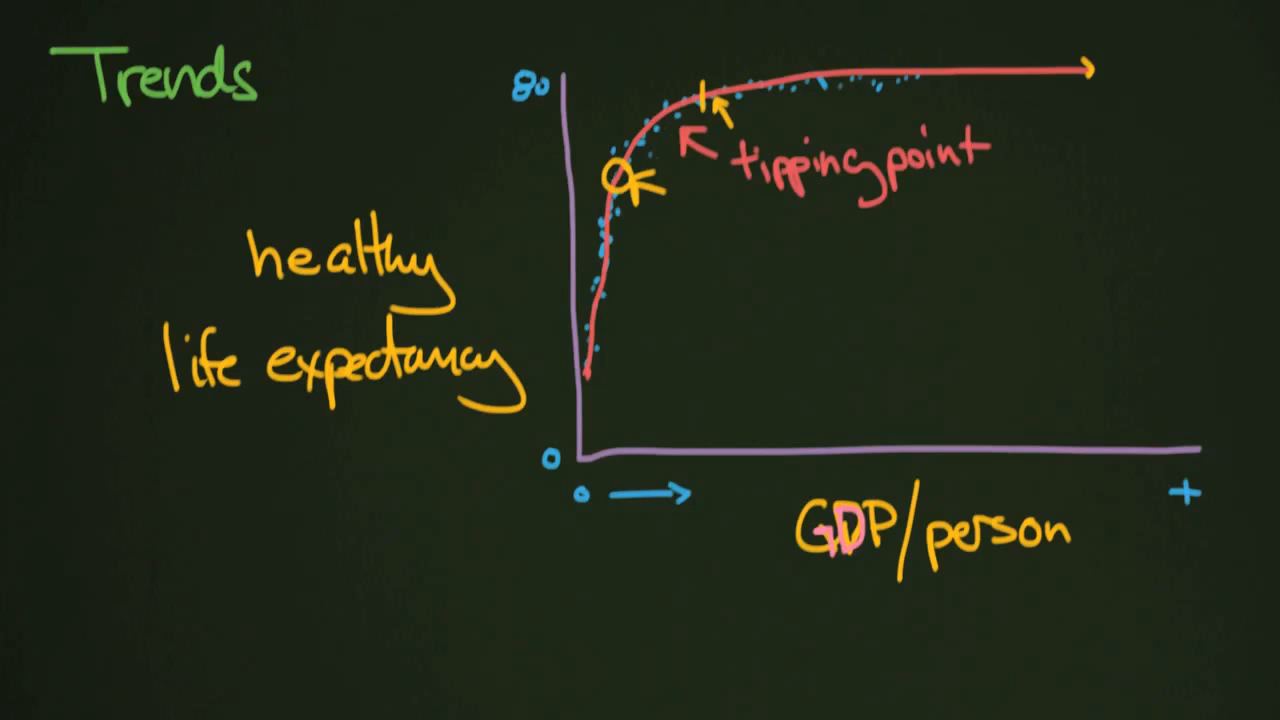 Trends
80
tipping point
healthy
life expectancy
0
0 +
GDP/person